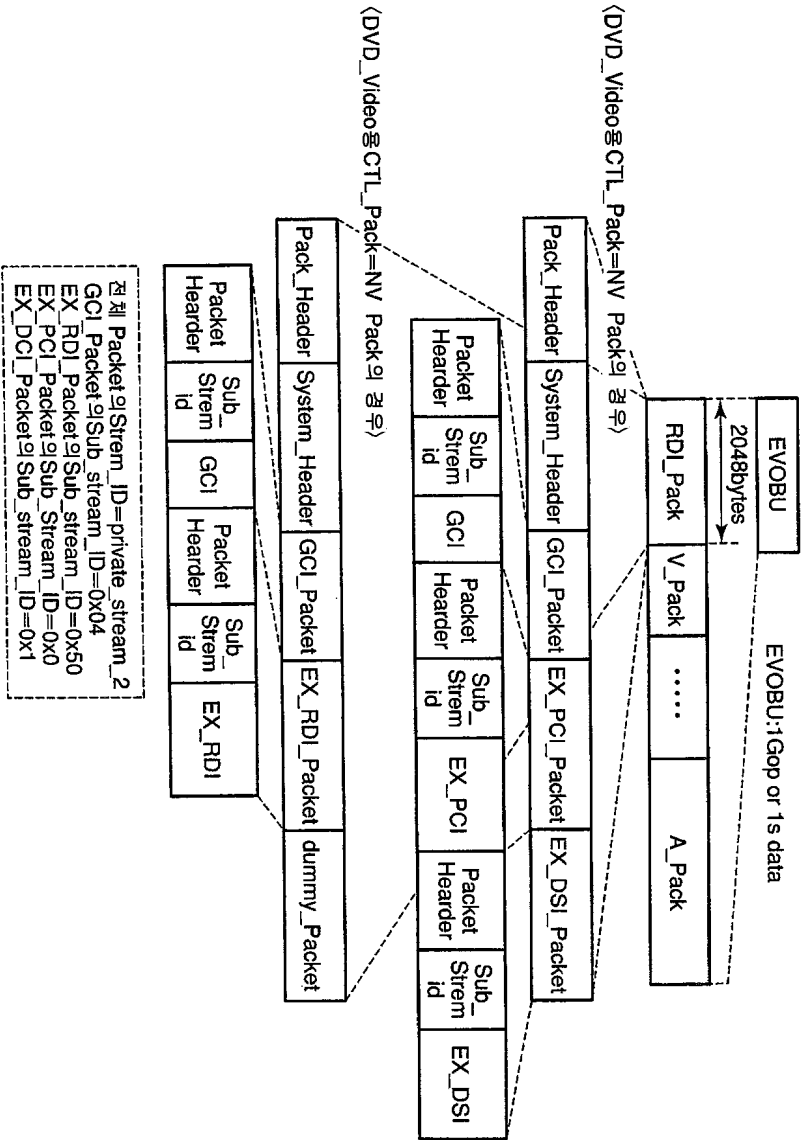 EVOBU
EVOBU:1Gop or 1s data
2048bytes
RDI_Pack V_Pack ····· A_Pack
〈DVD_Video용CTL_Pack=NV Pack의 경우〉
Pack_Header System_Header GCI_Packet EX_PCI_Packet EX_DSI_Packet
Packet Hearder Sub_Strem id GCI Packet Hearder Sub_Strem id EX_PCI Packet Hearder Sub_Strem id EX_DSI
〈DVD_Video용CTL_Pack=NV Pack의 경우〉
Pack_Header System_Header GCI_Packet EX_RDI_Packet dummy_Packet
Packet Hearder Sub_Strem id GCI Packet Hearder Sub_Strem id EX_RDI
전체 Packet의Strem_ID=private_stream_2
GCI_Packet의Sub_stream_ID=0x04
EX_RDI_Packet의Sub_stream_ID=0x50
EX_PCI_Packet의Sub_Stream_ID=0x0
EX_DCI_Packet의Sub_stream_ID=0x1